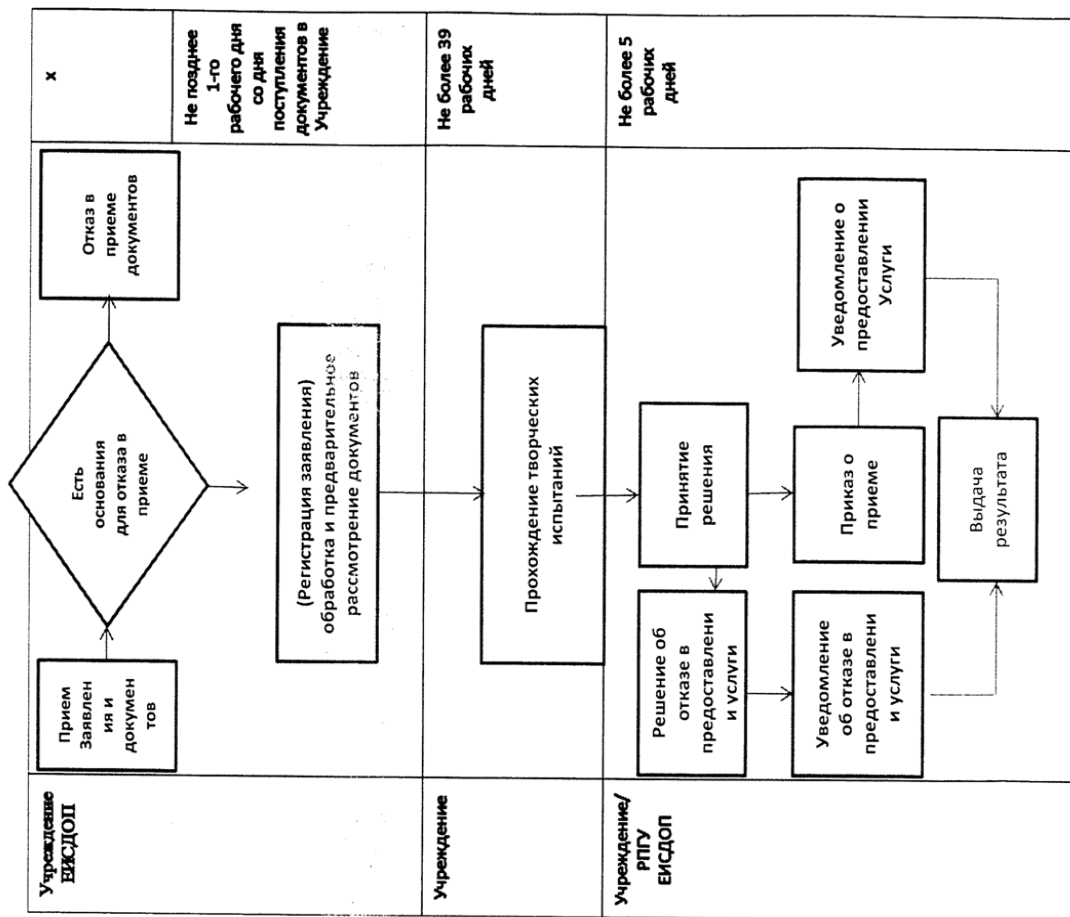 Учреждение
ЕИСДОП
Прием
Заявлен
ия и
докумен
тов
Есть
основания
для отказа в
приеме
Отказ в
приеме
документов
х
(Регистрация заявления)
обработка и предварительное
рассмотрение документов
Не позднее
1-го
рабочего дня
со дня
поступления
документов в
Учреждение
Учреждение
Прохождение творческих
испытаний
Не более 39
рабочих
дней
Учреждение/
РПГУ
ЕИСДОП
Решение об
отказе в
предоставлени
и услуги
Принятие
решения
Не более 5
рабочих
дней
Уведомление
об отказе в
предоставлени
и услуги
Приказ о
приеме
Уведомление о
предоставлении
Услуги
Выдача
результата